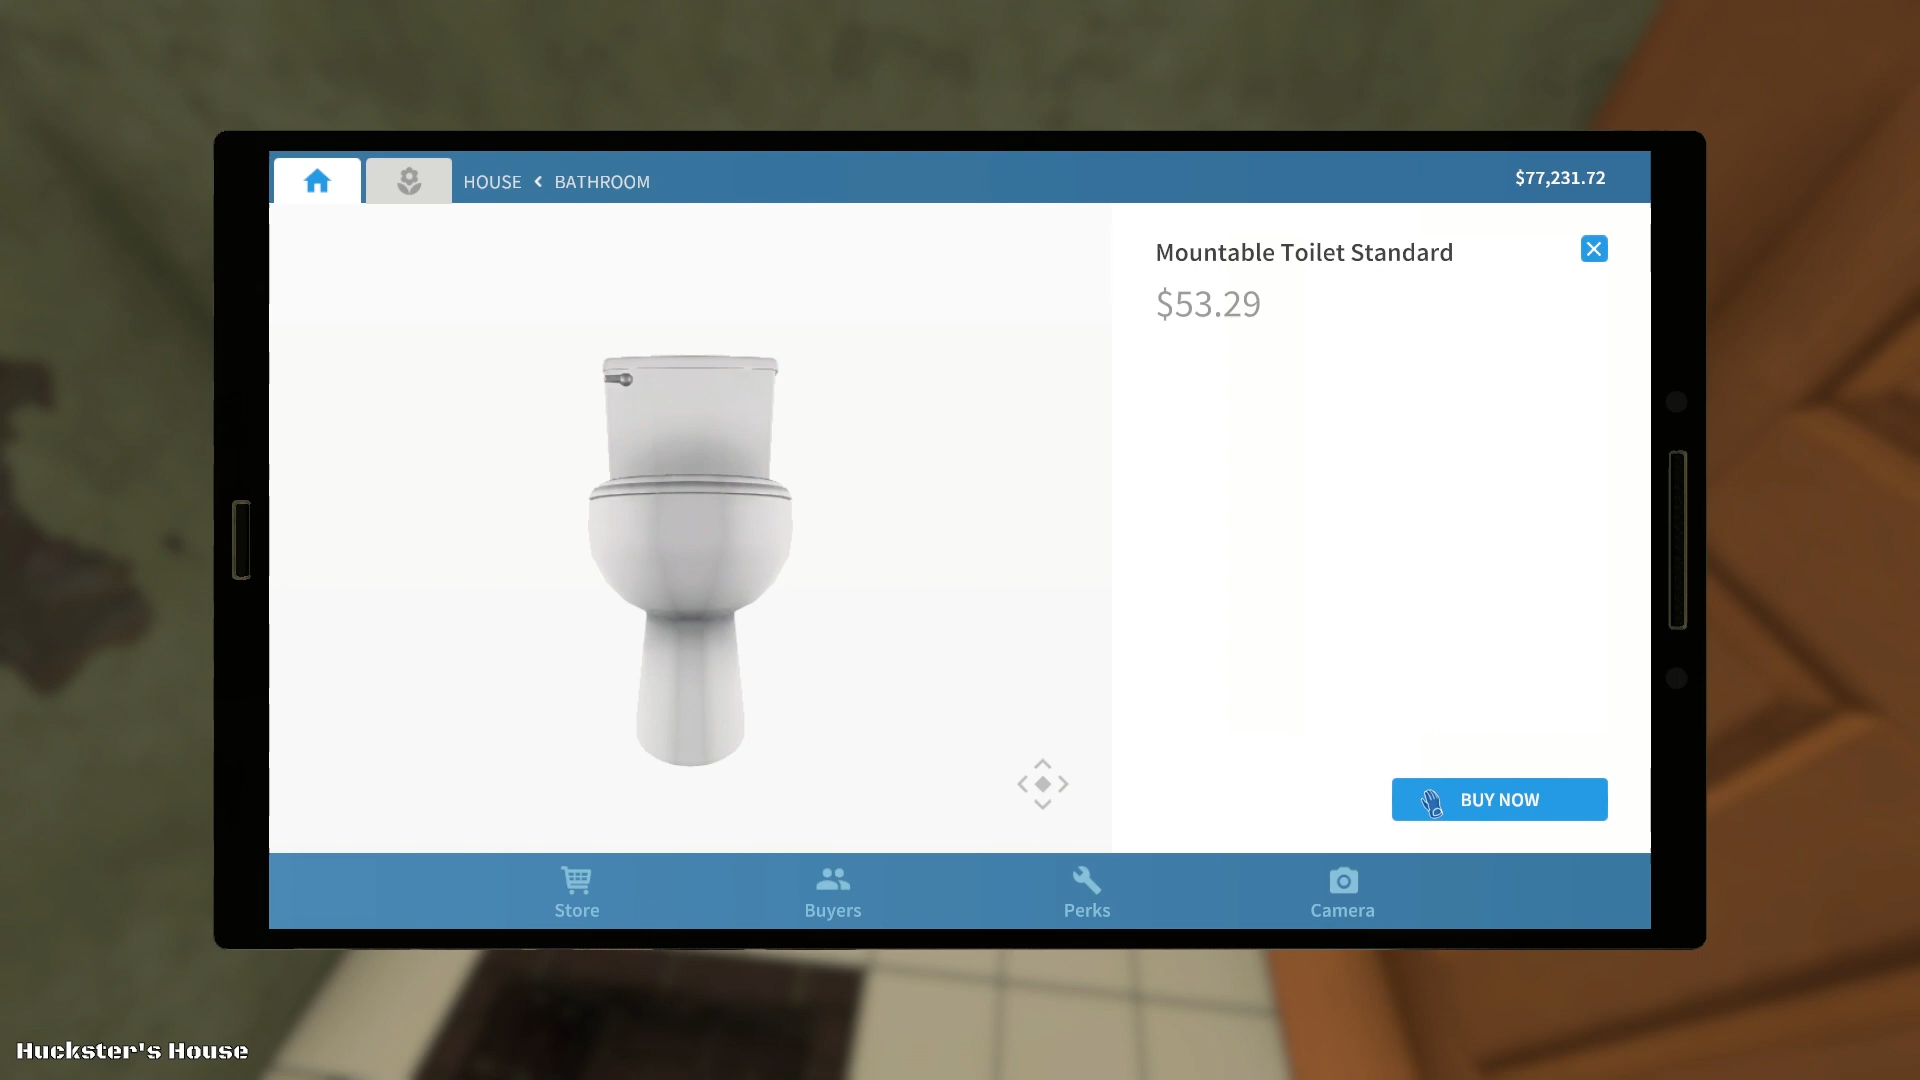 HOUSE < BATHROOM
$77,231.72
Mountable Toilet Standard
$53.29
BUY NOW
Store
Buyers
Perks
Camera
Huckster's House